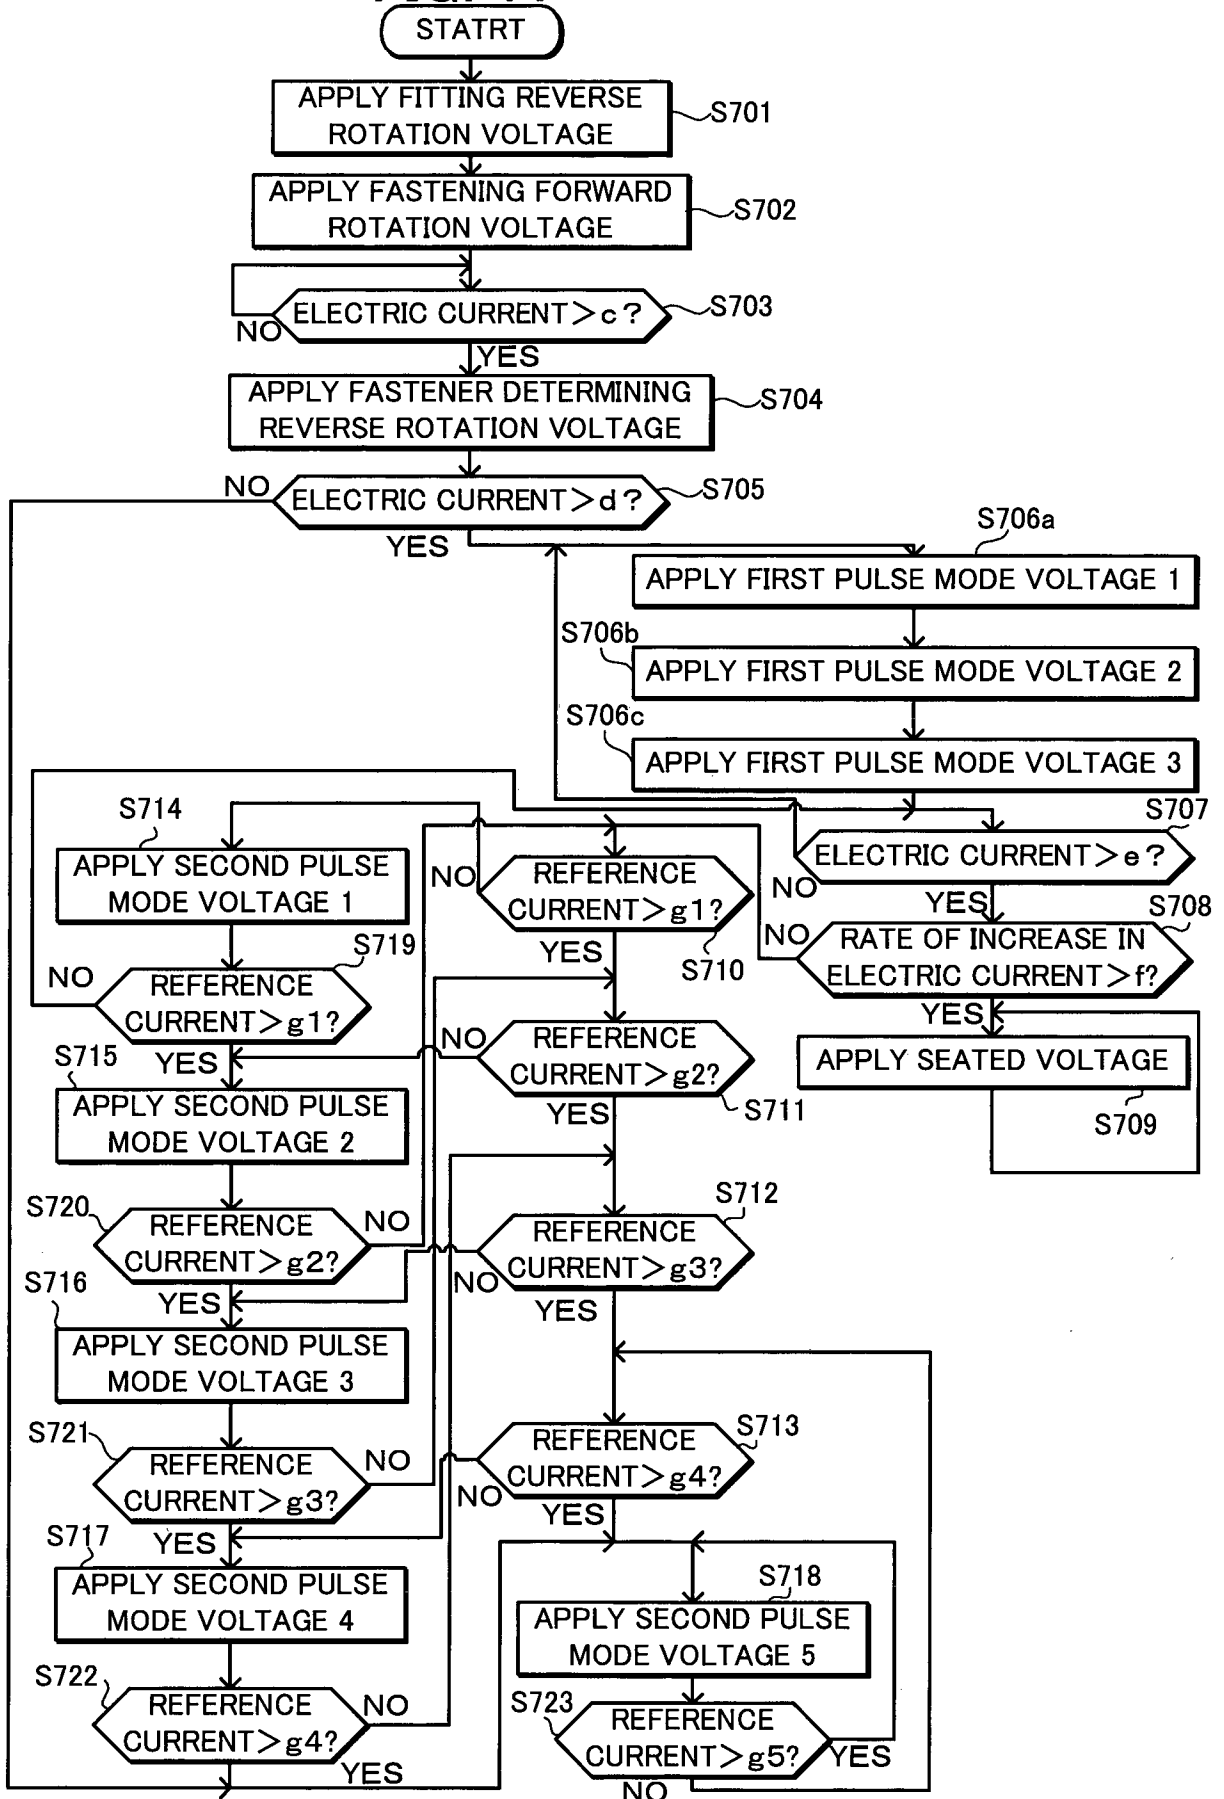 STATRT
APPLY FITTING REVERSE
ROTATION VOLTAGE
S701
APPLY FASTENING FORWARD
ROTATION VOLTAGE
S702
ELECTRIC CURRENT>c?
S703
NO
YES
APPLY FASTENER DETERMINING
REVERSE ROTATION VOLTAGE
S704
NO
ELECTRIC CURRENT>d?
S705
YES
S706a
APPLY FIRST PULSE MODE VOLTAGE 1
S706b
APPLY FIRST PULSE MODE VOLTAGE 2
S706c
APPLY FIRST PULSE MODE VOLTAGE 3
S707
ELECTRIC CURRENT>e?
NO
YES
S708
NO
RATE OF INCREASE IN
ELECTRIC CURRENT>f?
YES
APPLY SEATED VOLTAGE
S709
NO
REFERENCE
CURRENT>g1?
YES
S710
NO
REFERENCE
CURRENT>g2?
YES
S711
S712
REFERENCE
CURRENT>g3?
NO
YES
S713
REFERENCE
CURRENT>g4?
NO
YES
S714
APPLY SECOND PULSE
MODE VOLTAGE 1
S719
NO
REFERENCE
CURRENT>g1?
S715
YES
APPLY SECOND PULSE
MODE VOLTAGE 2
S720
NO
REFERENCE
CURRENT>g2?
S716
YES
APPLY SECOND PULSE
MODE VOLTAGE 3
S721
NO
REFERENCE
CURRENT>g3?
S717
YES
APPLY SECOND PULSE
MODE VOLTAGE 4
S722
NO
REFERENCE
CURRENT>g4?
YES
S718
APPLY SECOND PULSE
MODE VOLTAGE 5
S723
REFERENCE
CURRENT>g5?
YES
NO